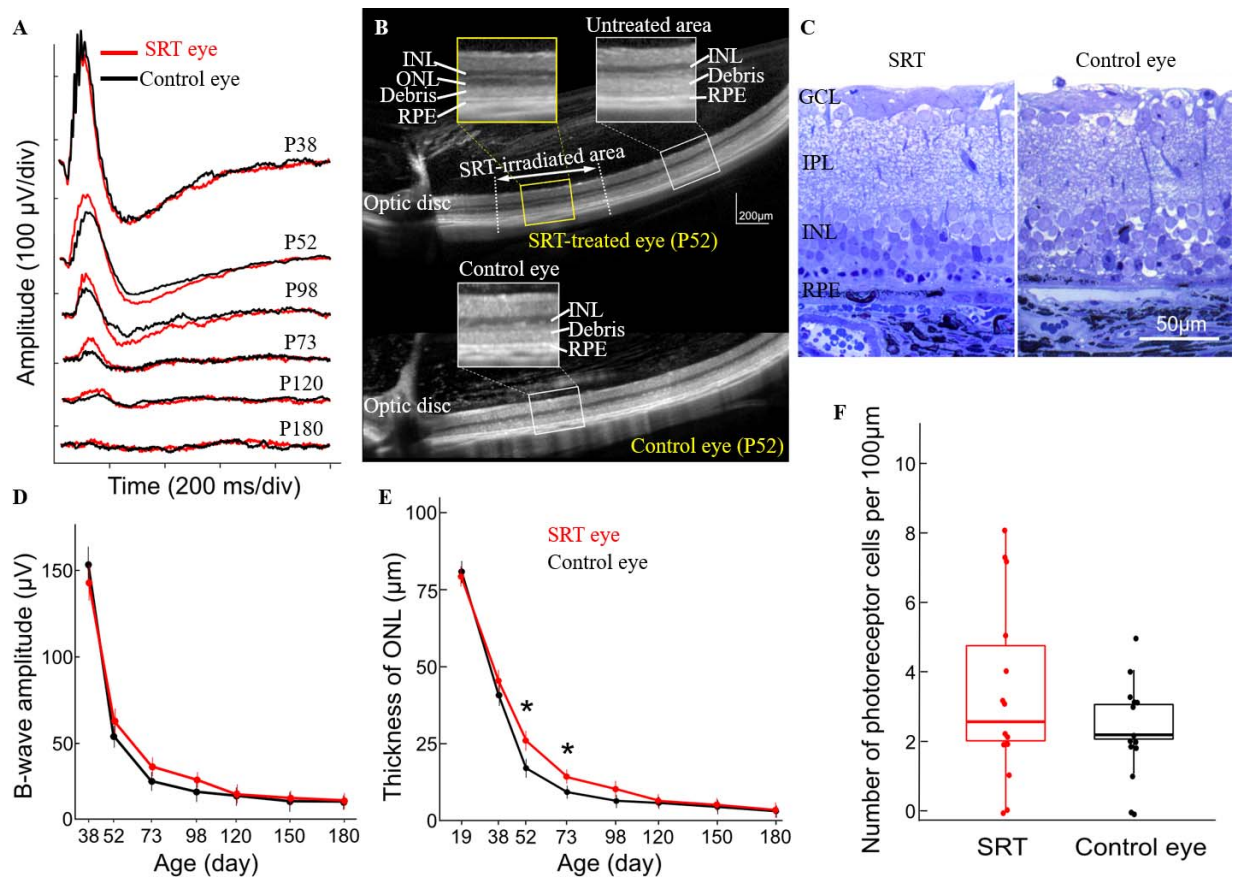 A
SRT eye
Control eye
Amplitude (100 µV/div)
P38
P52
P98
P73
P120
P180
Time (200 ms/div)
B
Untreated area
INL
ONL
Debris
RPE
INL
Debris
RPE
SRT-irradiated area
Optic disc
200µm
SRT-treated eye (P52)
Control eye
INL
Debris
RPE
Optic disc
Control eye (P52)
C
SRT
Control eye
GCL
IPL
INL
RPE
50µm
D
B-wave amplitude (µV)
150
100
50
0
38 52 73 98 120 150 180
Age (day)
E
SRT eye
Control eye
Thickness of ONL (µm)
100
75
50
25
0
*
*
19 38 52 73 98 120 150 180
Age (day)
F
Number of photoreceptor cells per 100µm
10
8
6
4
2
0
SRT
Control eye